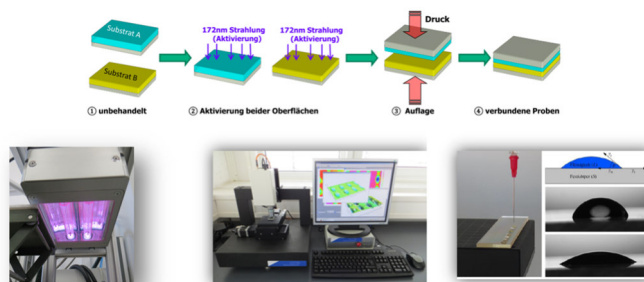 Druck
172nm Strahlung
(Aktivierung)
172nm Strahlung
(Aktivierung)
Substrat A
Substrat B
① unbehandelt
② Aktivierung beider Oberflächen
③ Auflage
④ verbundene Proben